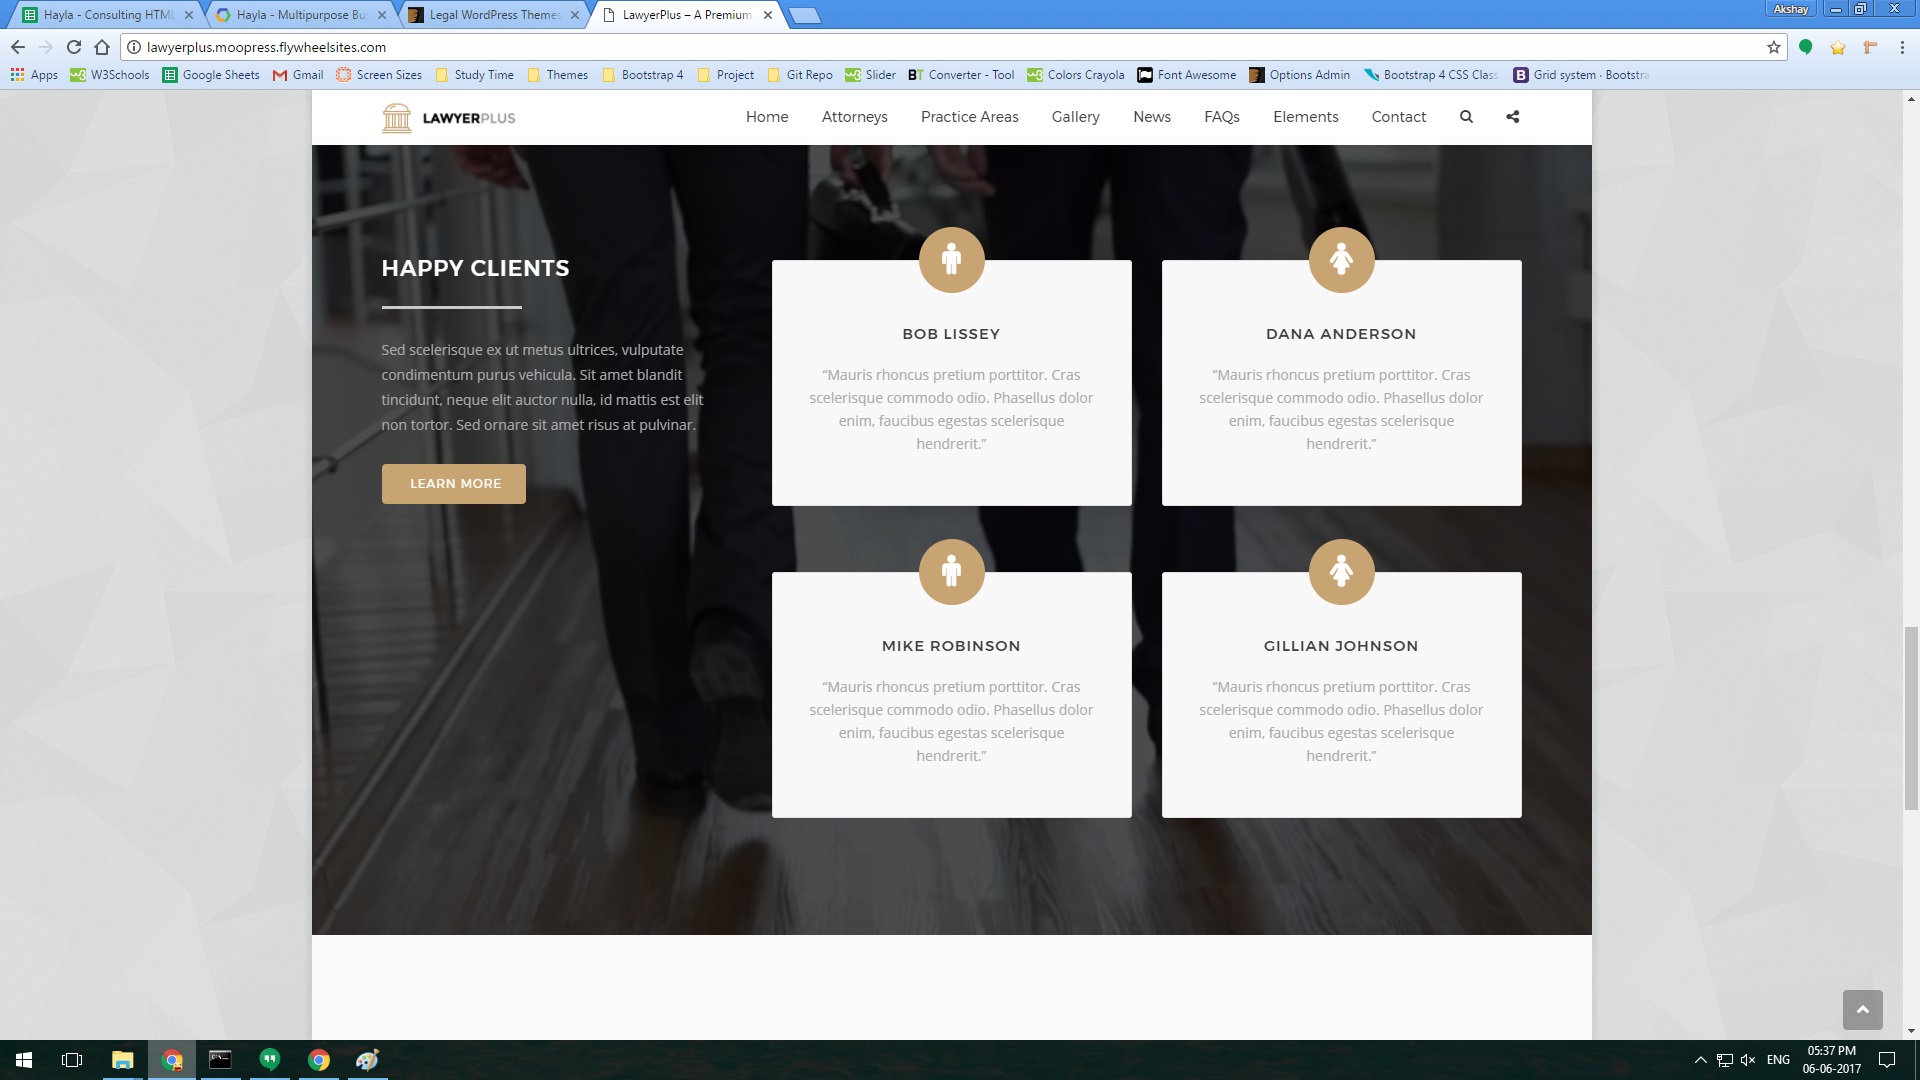 Hayla - Consulting HTML
Hayla - Multipurpose Bu
Legal WordPress Themes
LawyerPlus – A Premium
Akshay
lawyerplus.moopress.flywheelsites.com
Apps
W3Schools
Google Sheets
Gmail
Screen Sizes
Study Time
Themes
Bootstrap 4
Project
Git Repo
Slider
BT Converter - Tool
Colors Crayola
Font Awesome
Options Admin
Bootstrap 4 CSS Class
Grid system · Bootstra
LAWYERPLUS
Home
Attorneys
Practice Areas
Gallery
News
FAQs
Elements
Contact
HAPPY CLIENTS
Sed scelerisque ex ut metus ultrices, vulputate
condimentum purus vehicula. Sit amet blandit
tincidunt, neque elit auctor nulla, id mattis est elit
non tortor. Sed ornare sit amet risus at pulvinar.
LEARN MORE
BOB LISSEY
“Mauris rhoncus pretium porttitor. Cras
scelerisque commodo odio. Phasellus dolor
enim, faucibus egestas scelerisque
hendrerit.”
DANA ANDERSON
“Mauris rhoncus pretium porttitor. Cras
scelerisque commodo odio. Phasellus dolor
enim, faucibus egestas scelerisque
hendrerit.”
MIKE ROBINSON
“Mauris rhoncus pretium porttitor. Cras
scelerisque commodo odio. Phasellus dolor
enim, faucibus egestas scelerisque
hendrerit.”
GILLIAN JOHNSON
“Mauris rhoncus pretium porttitor. Cras
scelerisque commodo odio. Phasellus dolor
enim, faucibus egestas scelerisque
hendrerit.”
ENG
05:37 PM
06-06-2017